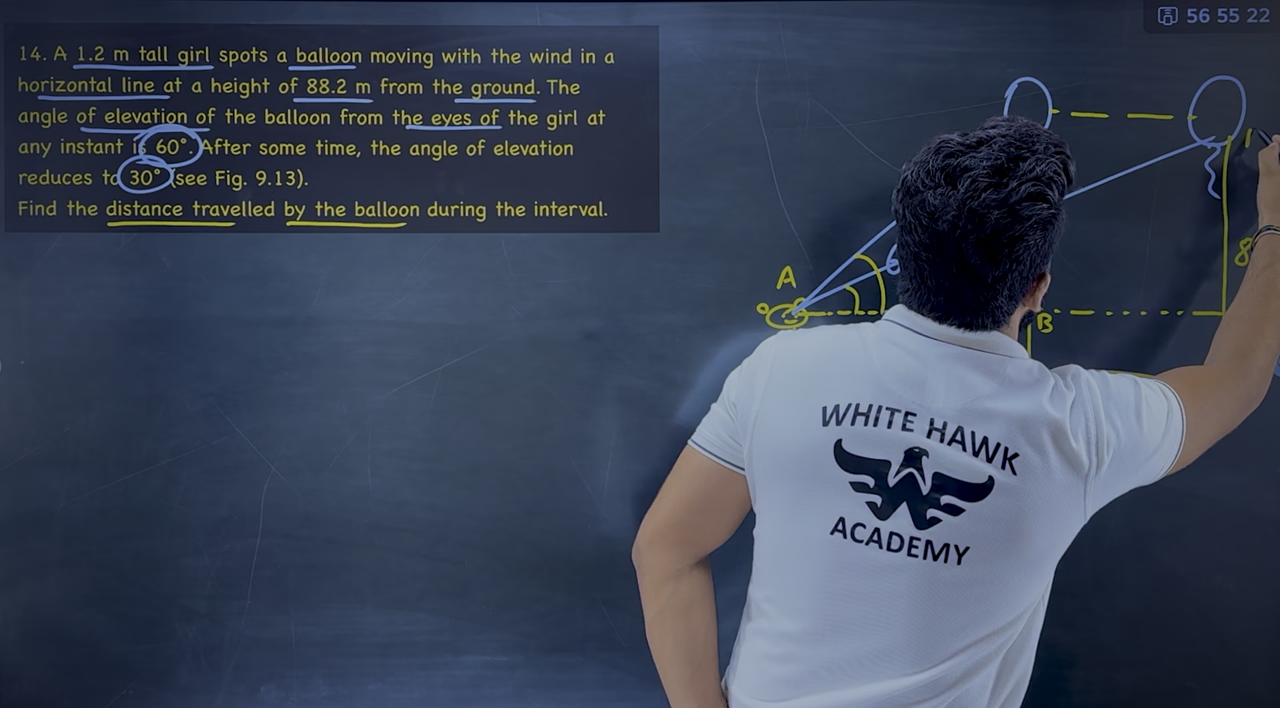 56 55 22
14. A 1.2 m tall girl spots a balloon moving with the wind in a
horizontal line at a height of 88.2 m from the ground. The
angle of elevation of the balloon from the eyes of the girl at
any instant is 60°. After some time, the angle of elevation
reduces to 30° (see Fig. 9.13).
Find the distance travelled by the balloon during the interval.
A
8
B
WHITE HAWK
ACADEMY